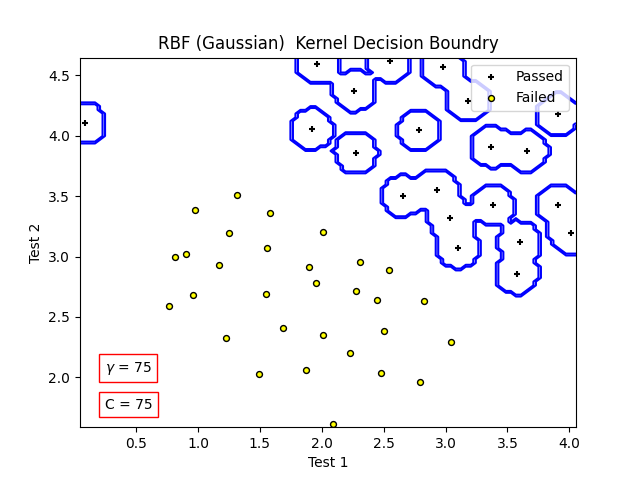 RBF (Gaussian)  Kernel Decision Boundry
Passed
Failed
4.5
4.0
3.5
3.0
2.5
2.0
Test 2
γ = 75
C = 75
0.5 1.0 1.5 2.0 2.5 3.0 3.5 4.0
Test 1